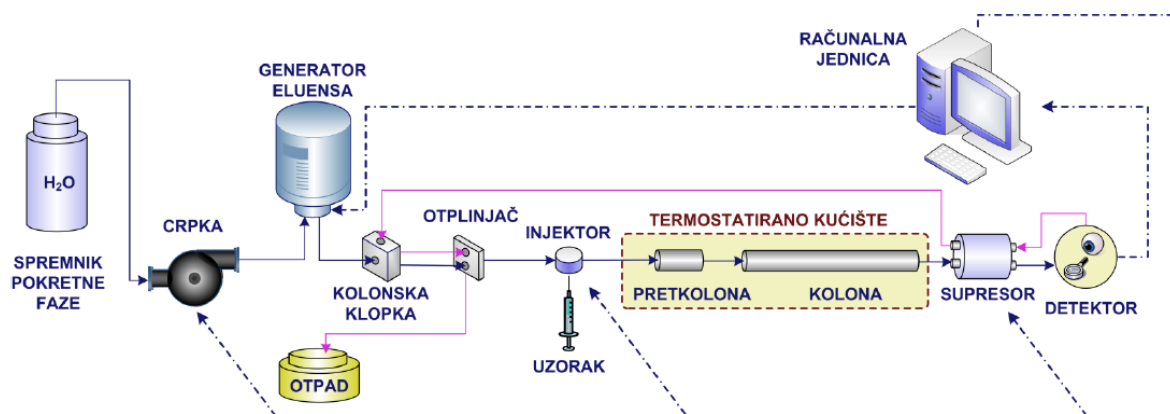 RAČUNALNA
JEDNICA
GENERATOR
ELUENSA
H₂O
CRPKA
SPREMNIK
POKRETNE
FAZE
KOLONSKA
KLOPKA
OTPLINJAČ
OTPAD
INJEKTOR
UZORAK
TERMOSTATIRANO KUĆIŠTE
PRETKOLONA
KOLONA
SUPRESOR
DETEKTOR